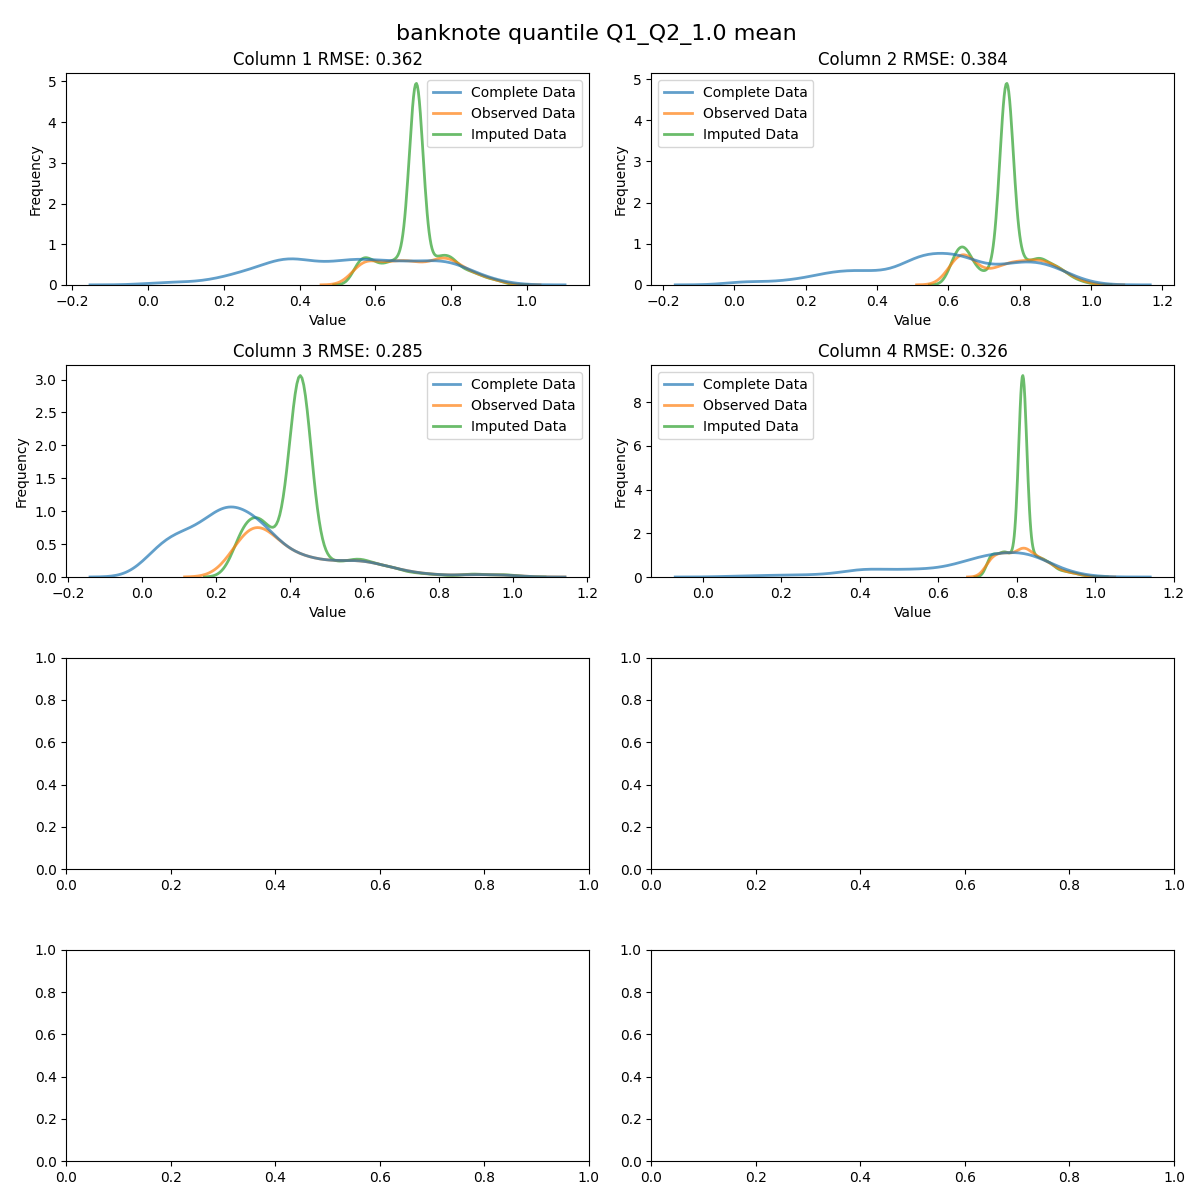 banknote quantile Q1_Q2_1.0 mean
Column 1 RMSE: 0.362
5
4
3
2
1
0
Frequency
Complete Data
Observed Data
Imputed Data
−0.2 0.0 0.2 0.4 0.6 0.8 1.0
Value
Column 2 RMSE: 0.384
5
4
3
2
1
0
Frequency
Complete Data
Observed Data
Imputed Data
−0.2 0.0 0.2 0.4 0.6 0.8 1.0 1.2
Value
Column 3 RMSE: 0.285
3.0
2.5
2.0
1.5
1.0
0.5
0.0
Frequency
Complete Data
Observed Data
Imputed Data
−0.2 0.0 0.2 0.4 0.6 0.8 1.0 1.2
Value
Column 4 RMSE: 0.326
8
6
4
2
0
Frequency
Complete Data
Observed Data
Imputed Data
0.0 0.2 0.4 0.6 0.8 1.0 1.2
Value
1.0
0.8
0.6
0.4
0.2
0.0
0.0 0.2 0.4 0.6 0.8 1.0
1.0
0.8
0.6
0.4
0.2
0.0
0.0 0.2 0.4 0.6 0.8 1.0
1.0
0.8
0.6
0.4
0.2
0.0
0.0 0.2 0.4 0.6 0.8 1.0
1.0
0.8
0.6
0.4
0.2
0.0
0.0 0.2 0.4 0.6 0.8 1.0